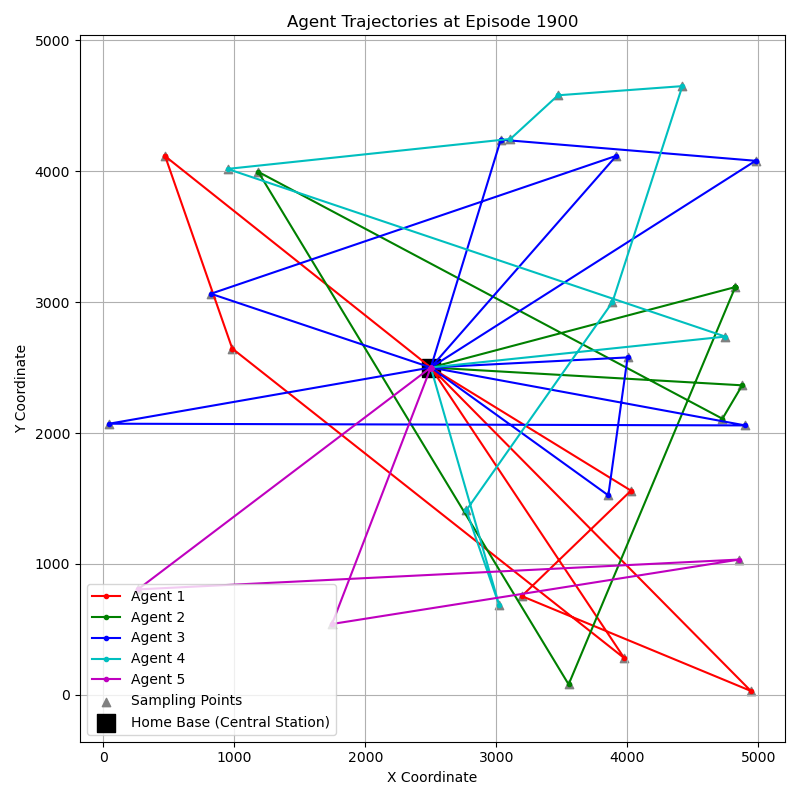 Agent Trajectories at Episode 1900
Y Coordinate
5000
4000
3000
2000
1000
0
Agent 1
Agent 2
Agent 3
Agent 4
Agent 5
Sampling Points
Home Base (Central Station)
0 1000 2000 3000 4000 5000
X Coordinate